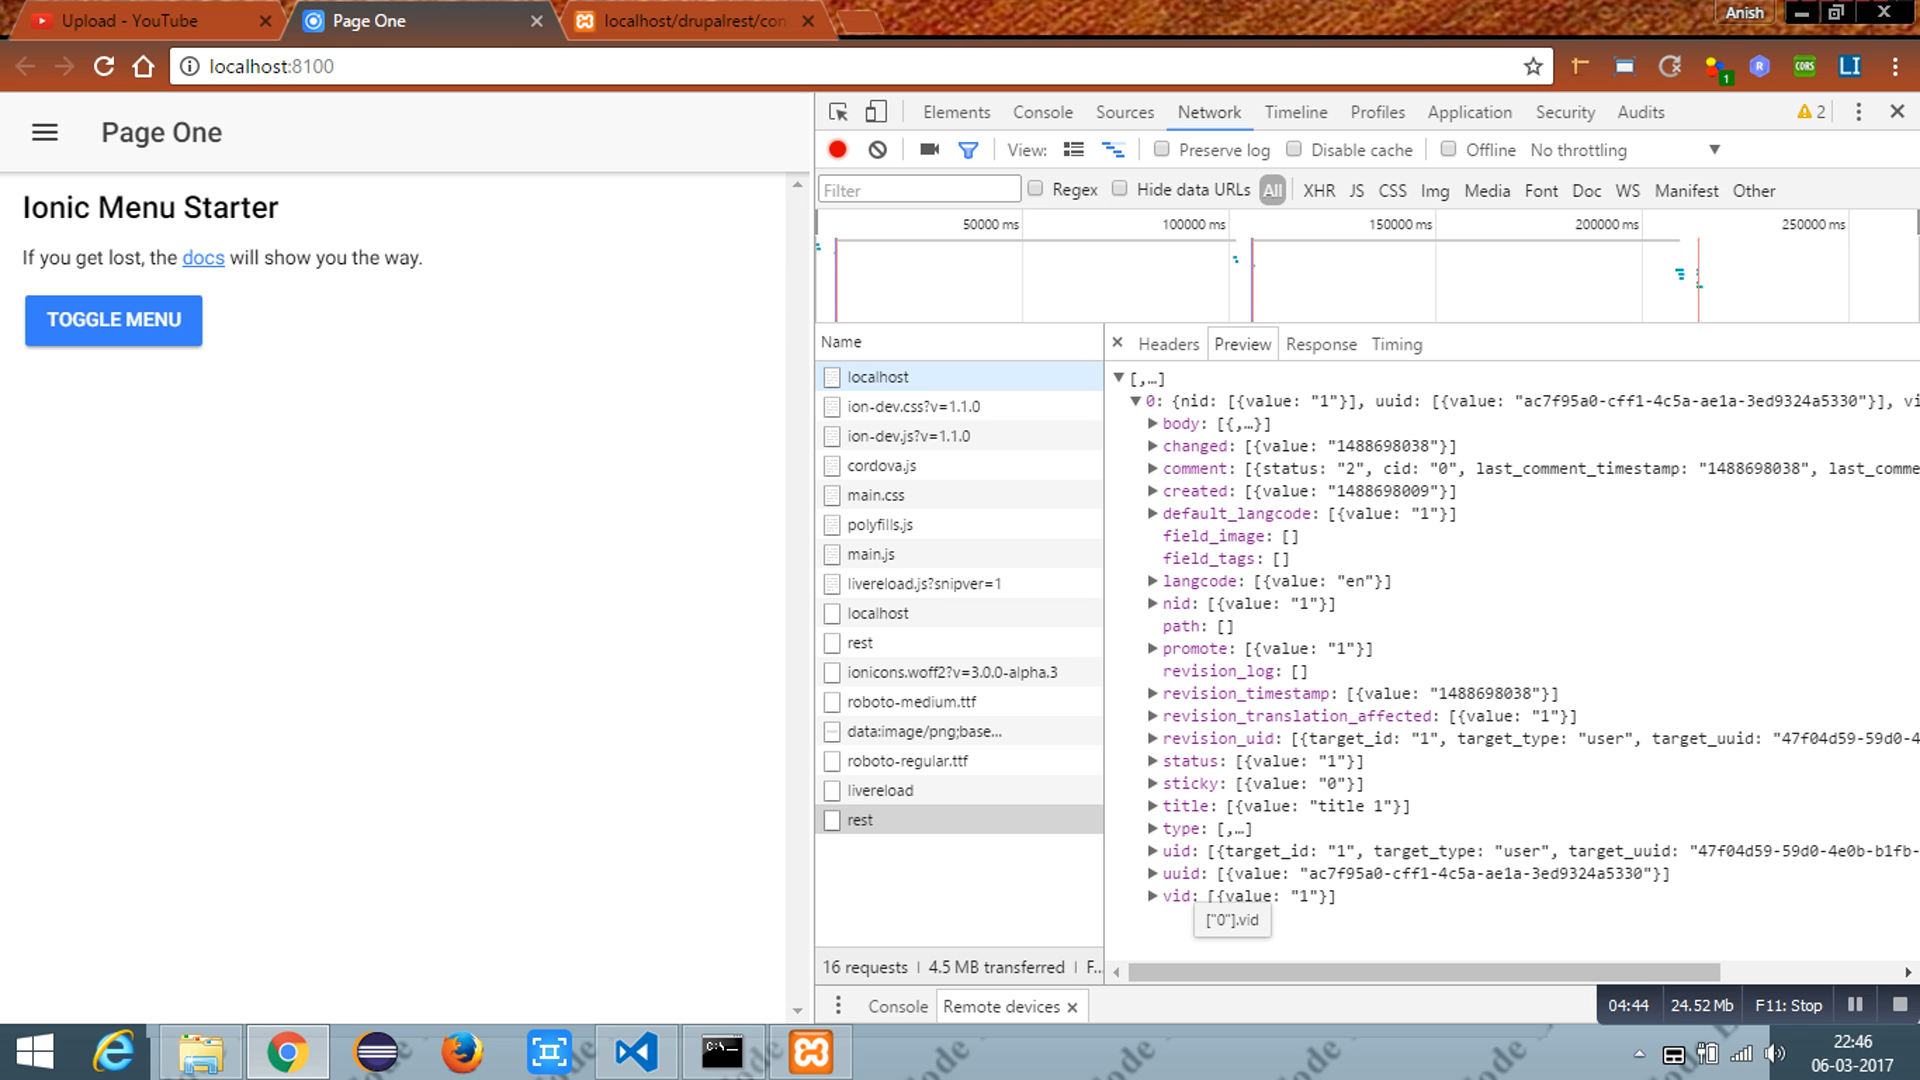 Upload - YouTube
Page One
localhost/drupalrest/con
Anish
localhost:8100
1
CORS
LI
Page One
Ionic Menu Starter
If you get lost, the docs will show you the way.
TOGGLE MENU
Elements Console Sources Network Timeline Profiles Application Security Audits 2
View: Preserve log Disable cache Offline No throttling
Filter Regex Hide data URLs All XHR JS CSS Img Media Font Doc WS Manifest Other
50000 ms 100000 ms 150000 ms 200000 ms 250000 ms
Name
localhost
ion-dev.css?v=1.1.0
ion-dev.js?v=1.1.0
cordova.js
main.css
polyfills.js
main.js
livereload.js?snipver=1
localhost
rest
ionicons.woff2?v=3.0.0-alpha.3
roboto-medium.ttf
data:image/png;base...
roboto-regular.ttf
livereload
rest
16 requests | 4.5 MB transferred | F...
Headers Preview Response Timing
[,…]
0: {nid: [{value: "1"}], uuid: [{value: "ac7f95a0-cff1-4c5a-ae1a-3ed9324a5330"}], vi
body: [{,…}]
changed: [{value: "1488698038"}]
comment: [{status: "2", cid: "0", last_comment_timestamp: "1488698038", last_comme
created: [{value: "1488698009"}]
default_langcode: [{value: "1"}]
field_image: []
field_tags: []
langcode: [{value: "en"}]
nid: [{value: "1"}]
path: []
promote: [{value: "1"}]
revision_log: []
revision_timestamp: [{value: "1488698038"}]
revision_translation_affected: [{value: "1"}]
revision_uid: [{target_id: "1", target_type: "user", target_uuid: "47f04d59-59d0-4
status: [{value: "1"}]
sticky: [{value: "0"}]
title: [{value: "title 1"}]
type: [,…]
uid: [{target_id: "1", target_type: "user", target_uuid: "47f04d59-59d0-4e0b-b1fb-
uuid: [{value: "ac7f95a0-cff1-4c5a-ae1a-3ed9324a5330"}]
vid: [{value: "1"}]
["0"].vid
Console Remote devices
04:44 24.52 Mb F11: Stop
22:46
06-03-2017